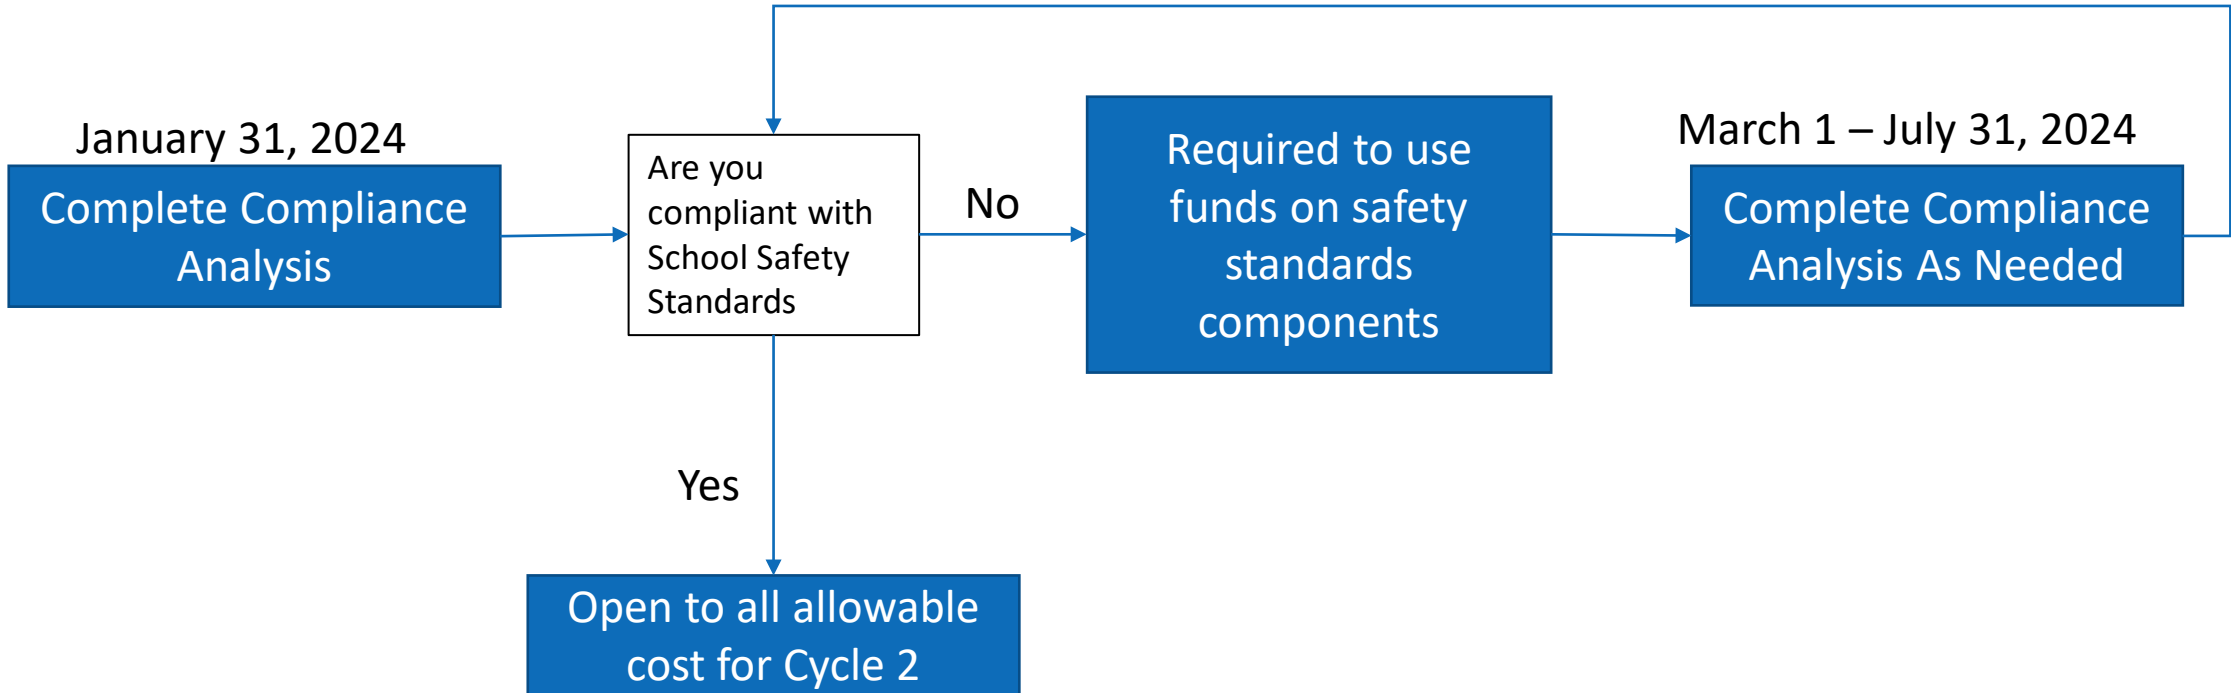 January 31, 2024
Complete Compliance
Analysis
Are you
compliant with
School Safety
Standards
No
Required to use
funds on safety
standards
components
March 1 – July 31, 2024
Complete Compliance
Analysis As Needed
Yes
Open to all allowable
cost for Cycle 2